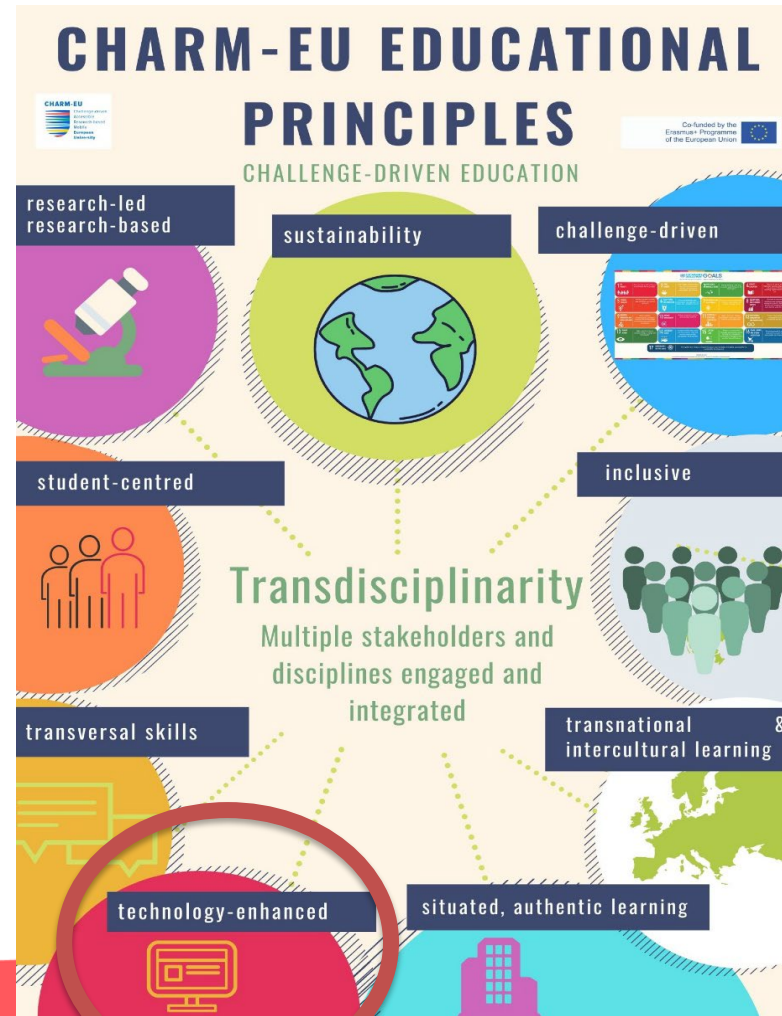 CHARM-EU EDUCATIONAL
PRINCIPLES
CHARM-EU
Co-funded by the
Erasmus+ Programme
of the European Union
CHALLENGE-DRIVEN EDUCATION
research-led
research-based
sustainability
challenge-driven
student-centred
inclusive
Transdisciplinarity
Multiple stakeholders and
disciplines engaged and
integrated
transversal skills
transnational &
intercultural learning
technology-enhanced
situated, authentic learning